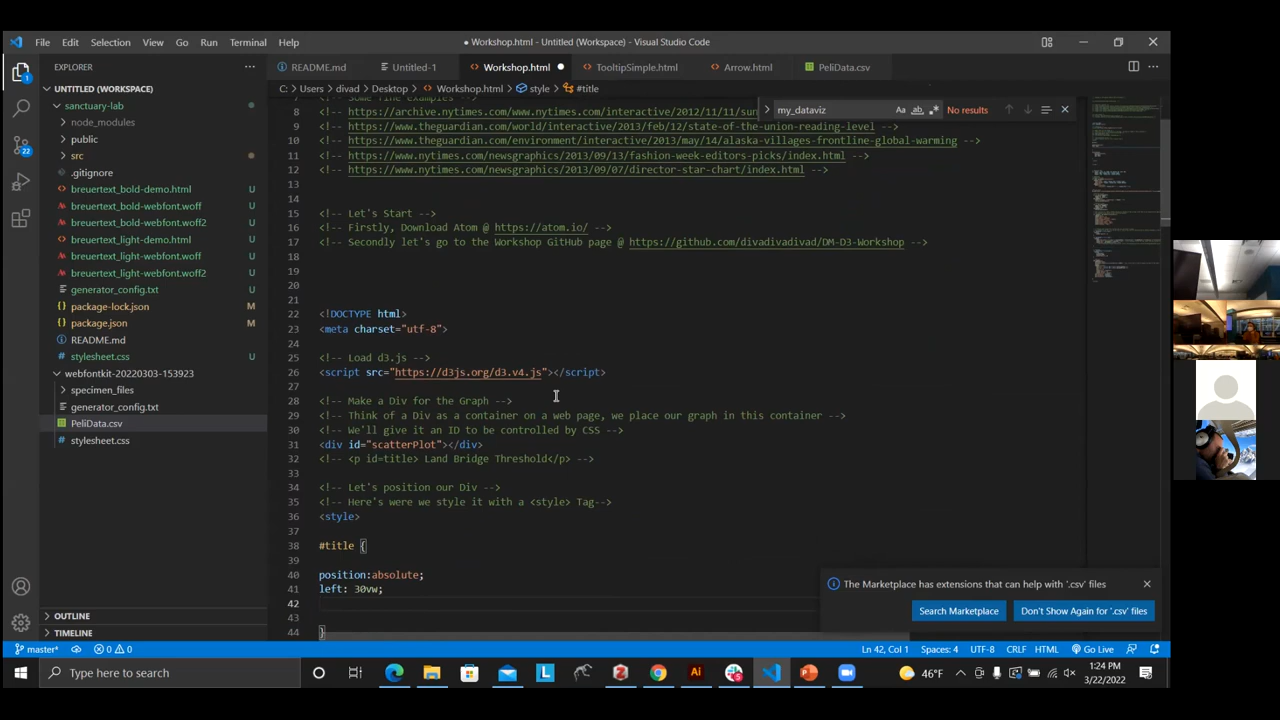 File Edit Selection View Go Run Terminal Help
● Workshop.html - Untitled (Workspace) - Visual Studio Code
EXPLORER
UNTITLED (WORKSPACE)
sanctuary-lab
node_modules
public
src
.gitignore
breuertext_bold-demo.html U
breuertext_bold-webfont.woff U
breuertext_bold-webfont.woff2 U
breuertext_light-demo.html U
breuertext_light-webfont.woff U
breuertext_light-webfont.woff2 U
generator_config.txt U
package-lock.json M
package.json M
README.md
stylesheet.css U
webfontkit-20220303-153923
specimen_files
generator_config.txt
PeliData.csv
stylesheet.css
OUTLINE
TIMELINE
1
22
README.md Untitled-1 Workshop.html TooltipSimple.html Arrow.html PeliData.csv
C: > Users > divad > Desktop > Workshop.html > style > #title
my_dataviz Aa ab No results
8 <!-- https://archive.nytimes.com/www.nytimes.com/interactive/2012/11/11/sun
9 <!-- https://www.theguardian.com/world/interactive/2013/feb/12/state-of-the-union-reading-level -->
10 <!-- https://www.theguardian.com/environment/interactive/2013/may/14/alaska-villages-frontline-global-warming -->
11 <!-- https://www.nytimes.com/newsgraphics/2013/09/13/fashion-week-editors-picks/index.html -->
12 <!-- https://www.nytimes.com/newsgraphics/2013/09/07/director-star-chart/index.html -->
13
14
15 <!-- Let's Start -->
16 <!-- Firstly, Download Atom @ https://atom.io/ -->
17 <!-- Secondly let's go to the Workshop GitHub page @ https://github.com/divadivadivad/DM-D3-Workshop -->
18
19
20
21
22 <!DOCTYPE html>
23 <meta charset="utf-8">
24
25 <!-- Load d3.js -->
26 <script src="https://d3js.org/d3.v4.js"></script>
27
28 <!-- Make a Div for the Graph -->
29 <!-- Think of a Div as a container on a web page, we place our graph in this container -->
30 <!-- We'll give it an ID to be controlled by CSS -->
31 <div id="scatterPlot"></div>
32 <!-- <p id=title> Land Bridge Threshold</p> -->
33
34 <!-- Let's position our Div -->
35 <!-- Here's were we style it with a <style> Tag-->
36 <style>
37
38 #title {
39
40 position:absolute;
41 left: 30vw;
42
43
44 }
The Marketplace has extensions that can help with '.csv' files
Search Marketplace Don't Show Again for '.csv' files
master* 0 0 Ln 42, Col 1 Spaces: 4 UTF-8 CRLF HTML Go Live
Type here to search
46°F
1:24 PM
3/22/2022